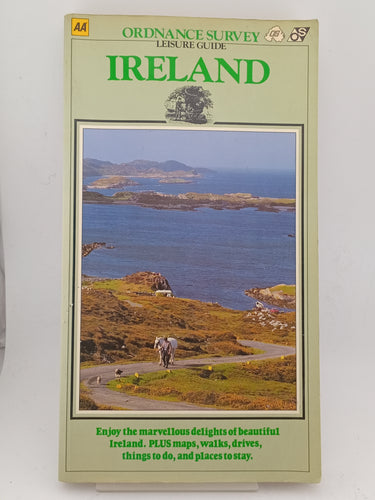 AA
ORDNANCE SURVEY
LEISURE GUIDE
IRELAND
Enjoy the marvellous delights of beautiful
Ireland. PLUS maps, walks, drives,
things to do, and places to stay.